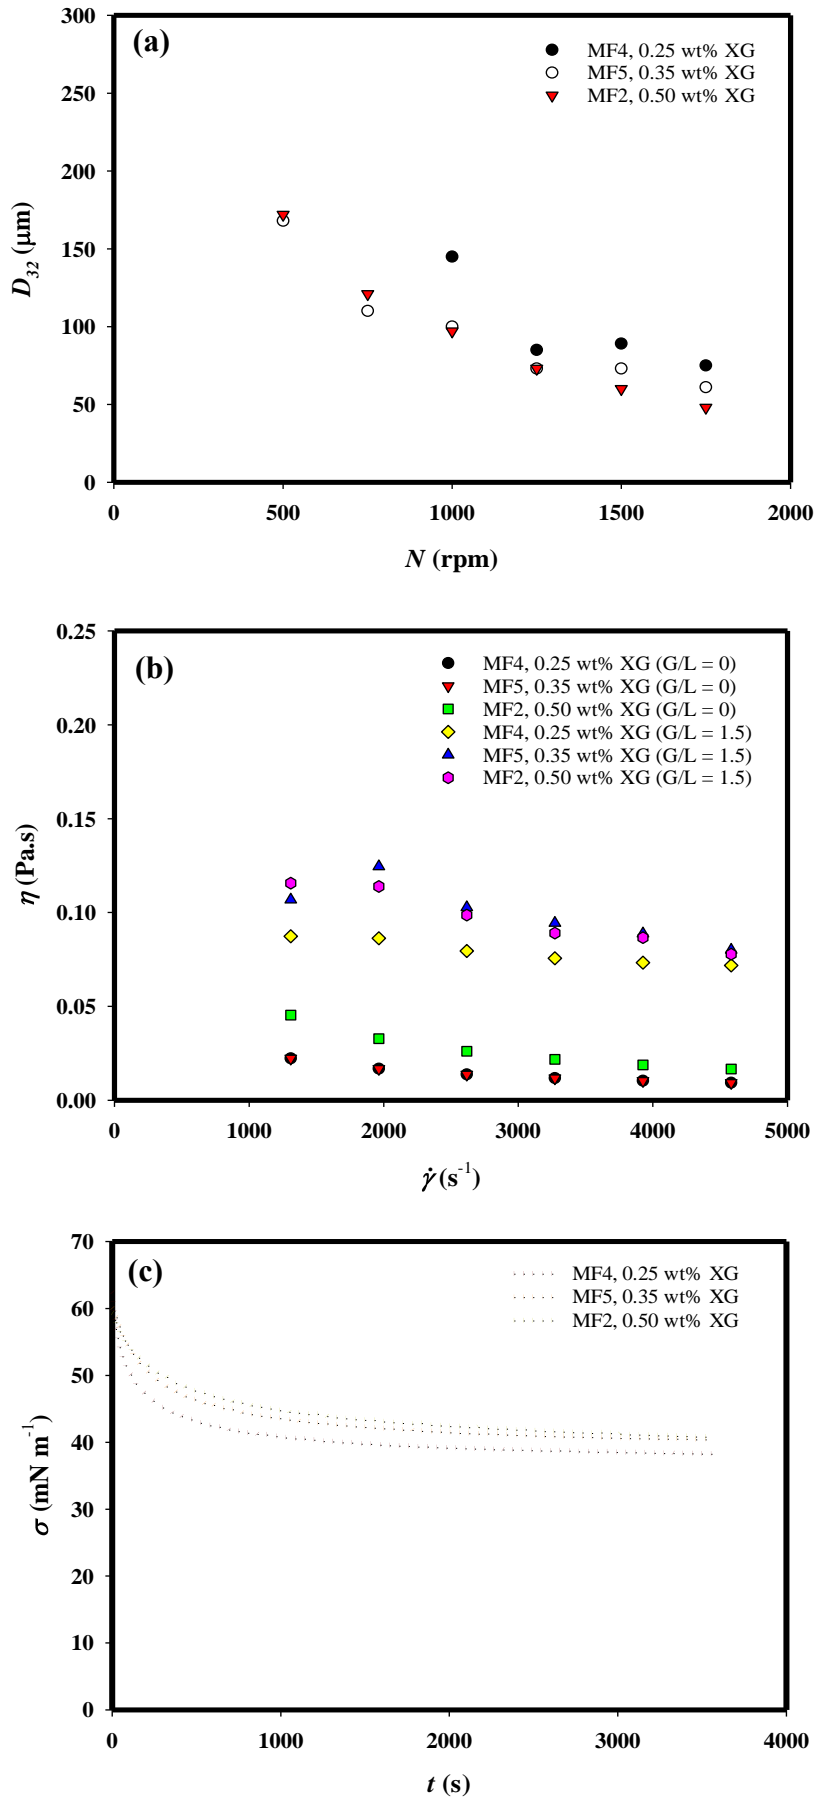 300
(a)
MF4, 0.25 wt% XG
MF5, 0.35 wt% XG
MF2, 0.50 wt% XG
250
200
150
100
50
0
D32 (μm)
0 500 1000 1500 2000
N (rpm)
0.25
(b)
MF4, 0.25 wt% XG (G/L = 0)
MF5, 0.35 wt% XG (G/L = 0)
MF2, 0.50 wt% XG (G/L = 0)
MF4, 0.25 wt% XG (G/L = 1.5)
MF5, 0.35 wt% XG (G/L = 1.5)
MF2, 0.50 wt% XG (G/L = 1.5)
0.20
0.15
0.10
0.05
0.00
η (Pa.s)
0 1000 2000 3000 4000 5000
γ̇ (s⁻¹)
70
(c)
MF4, 0.25 wt% XG
MF5, 0.35 wt% XG
MF2, 0.50 wt% XG
60
50
40
30
20
10
0
σ (mN m⁻¹)
0 1000 2000 3000 4000
t (s)